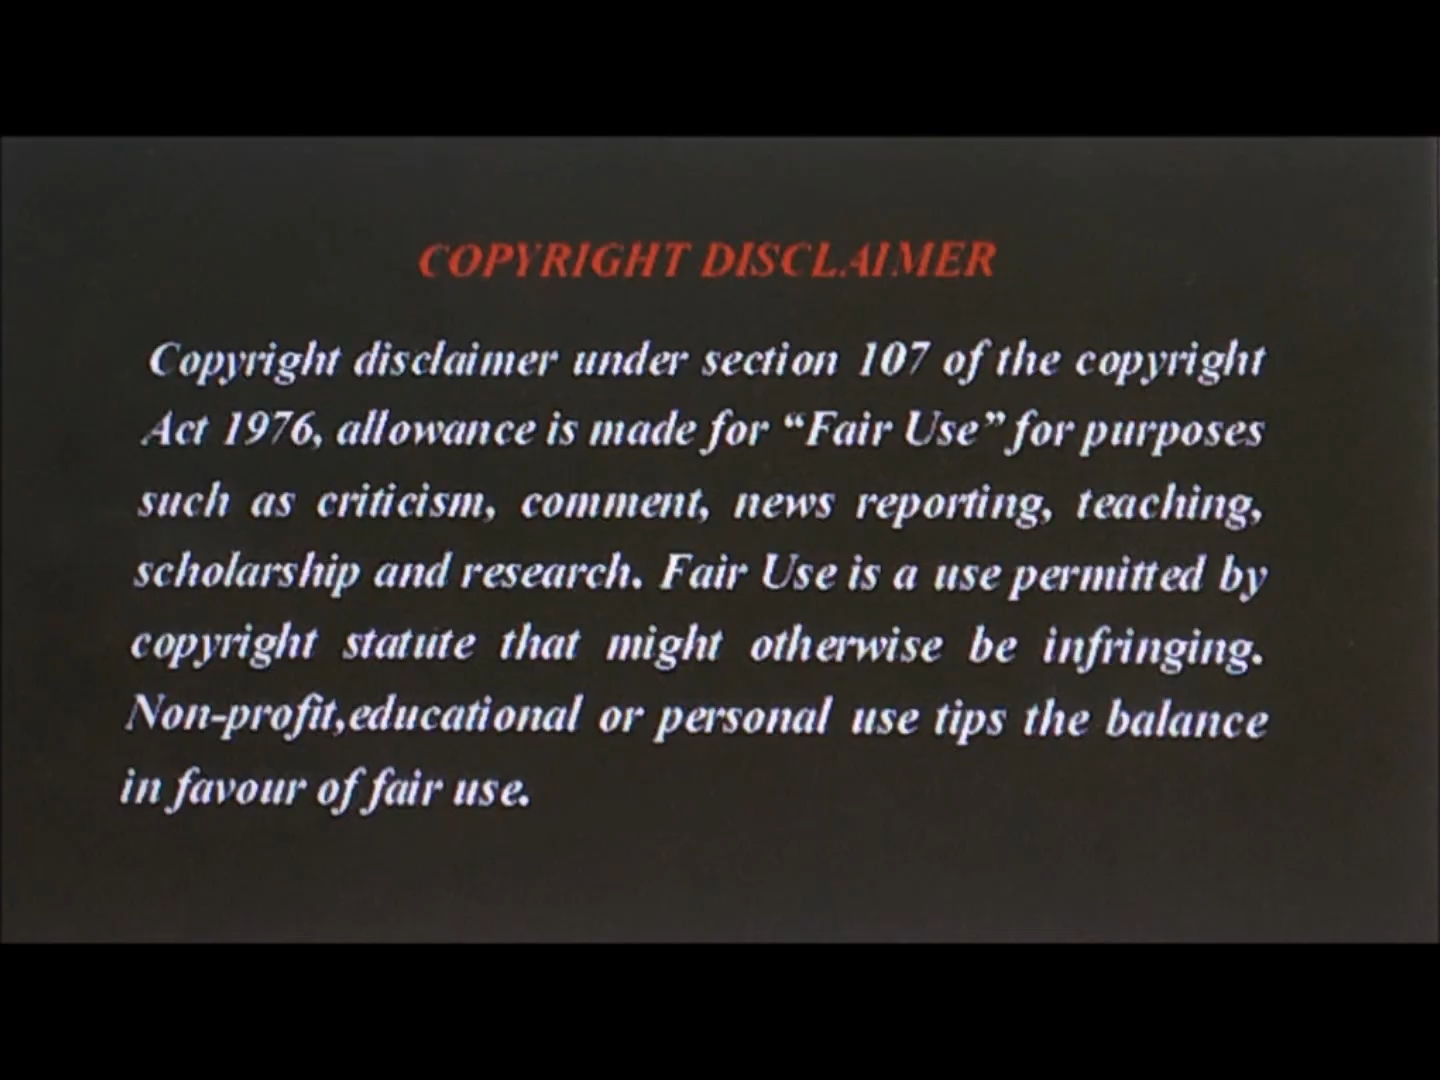 COPYRIGHT DISCLAIMER
Copyright disclaimer under section 107 of the copyright
Act 1976, allowance is made for “Fair Use” for purposes
such as criticism, comment, news reporting, teaching,
scholarship and research. Fair Use is a use permitted by
copyright statute that might otherwise be infringing.
Non-profit,educational or personal use tips the balance
in favour of fair use.